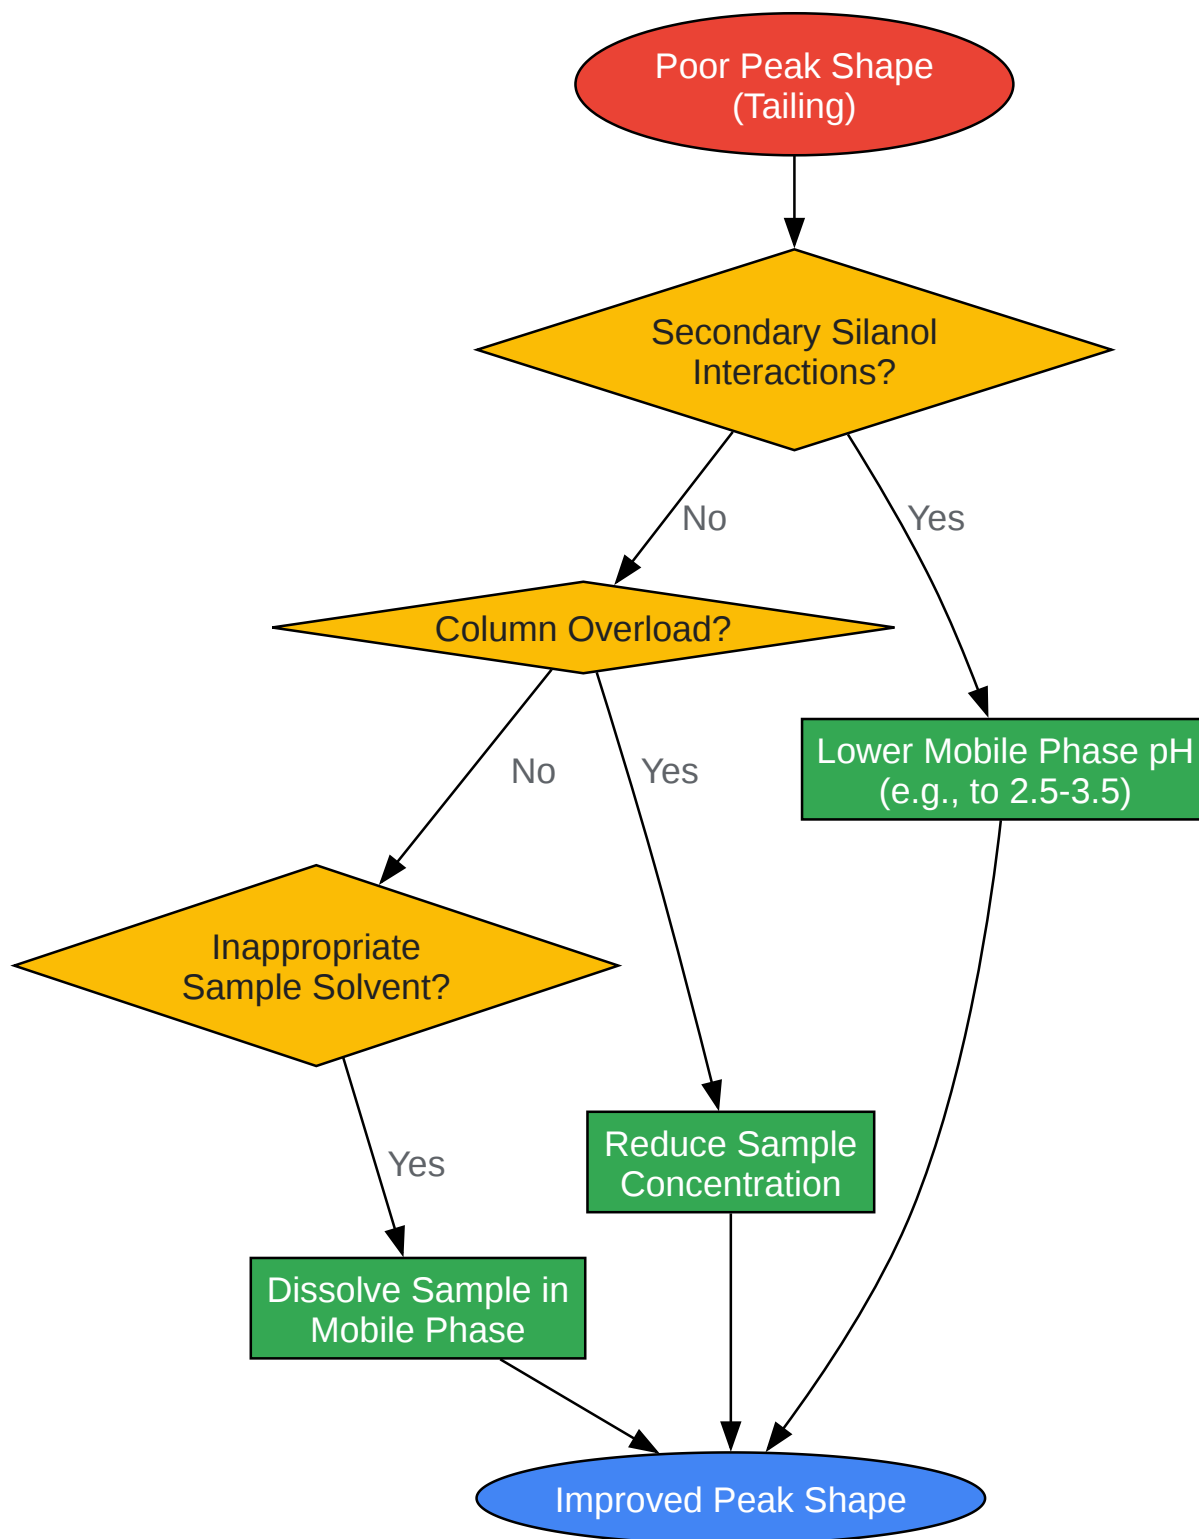 Poor Peak Shape
(Tailing)
Secondary Silanol
Interactions?
No
Yes
Column Overload?
Lower Mobile Phase pH
(e.g., to 2.5-3.5)
No
Yes
Inappropriate
Sample Solvent?
Reduce Sample
Concentration
Yes
Dissolve Sample in
Mobile Phase
Improved Peak Shape